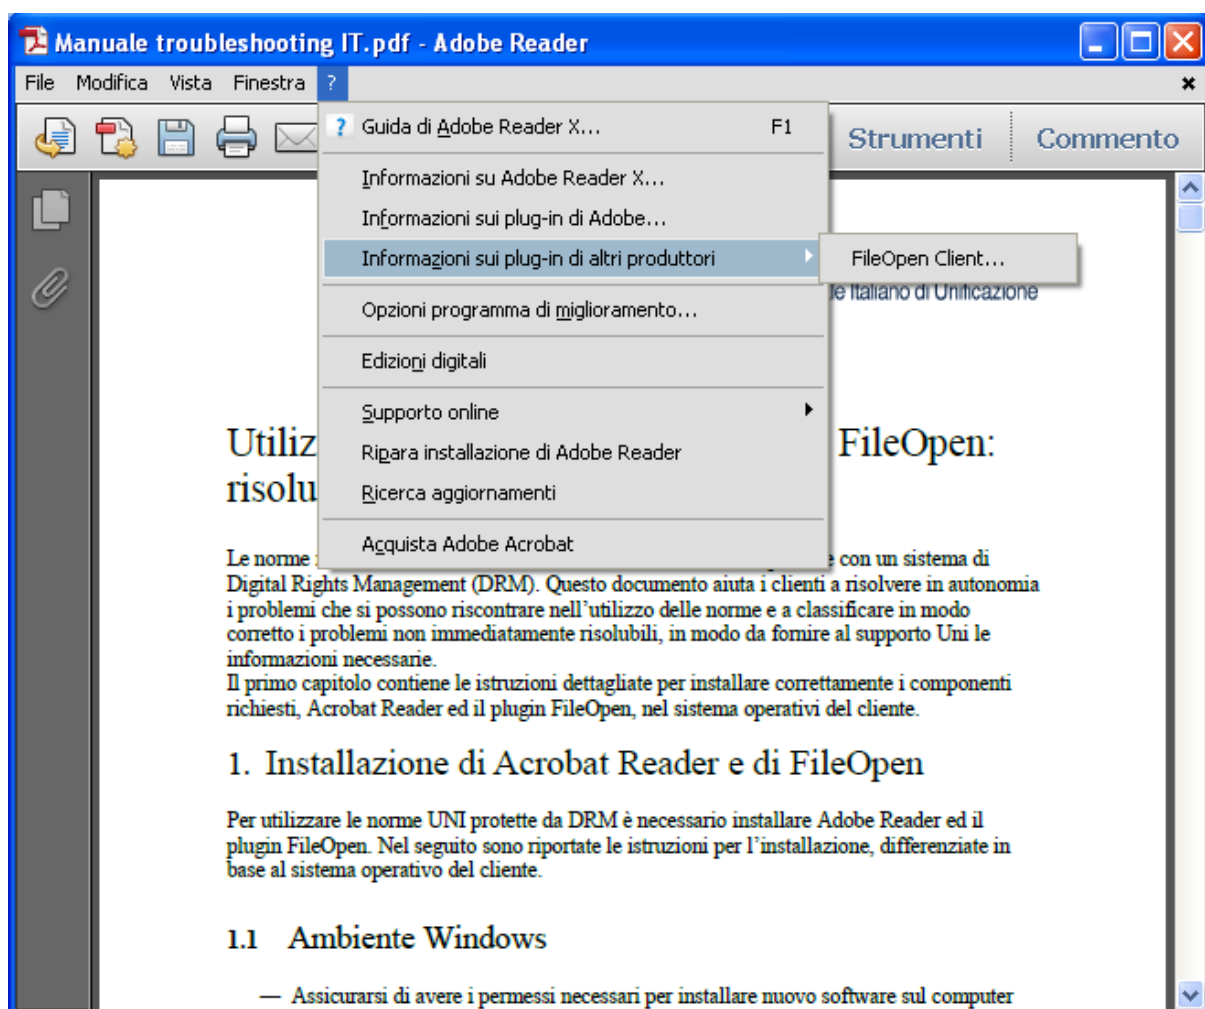 Manuale troubleshooting IT.pdf - Adobe Reader
File Modifica Vista Finestra ?
Guida di Adobe Reader X... F1
Strumenti Commento
Informazioni su Adobe Reader X...
Informazioni sui plug-in di Adobe...
Informazioni sui plug-in di altri produttori
FileOpen Client...
Italiano di Unificazione
Opzioni programma di miglioramento...
Edizioni digitali
Supporto online
Ripara installazione di Adobe Reader
Ricerca aggiornamenti
Acquista Adobe Acrobat
Utiliz FileOpen:
risolu
Le norme e con un sistema di
Digital Rights Management (DRM). Questo documento aiuta i clienti a risolvere in autonomia
i problemi che si possono riscontrare nell'utilizzo delle norme e a classificare in modo
corretto i problemi non immediatamente risolubili, in modo da fornire al supporto Uni le
informazioni necessarie.
Il primo capitolo contiene le istruzioni dettagliate per installare correttamente i componenti
richiesti, Acrobat Reader ed il plugin FileOpen, nel sistema operativi del cliente.
1. Installazione di Acrobat Reader e di FileOpen
Per utilizzare le norme UNI protette da DRM è necessario installare Adobe Reader ed il
plugin FileOpen. Nel seguito sono riportate le istruzioni per l'installazione, differenziate in
base al sistema operativo del cliente.
1.1 Ambiente Windows
— Assicurarsi di avere i permessi necessari per installare nuovo software sul computer